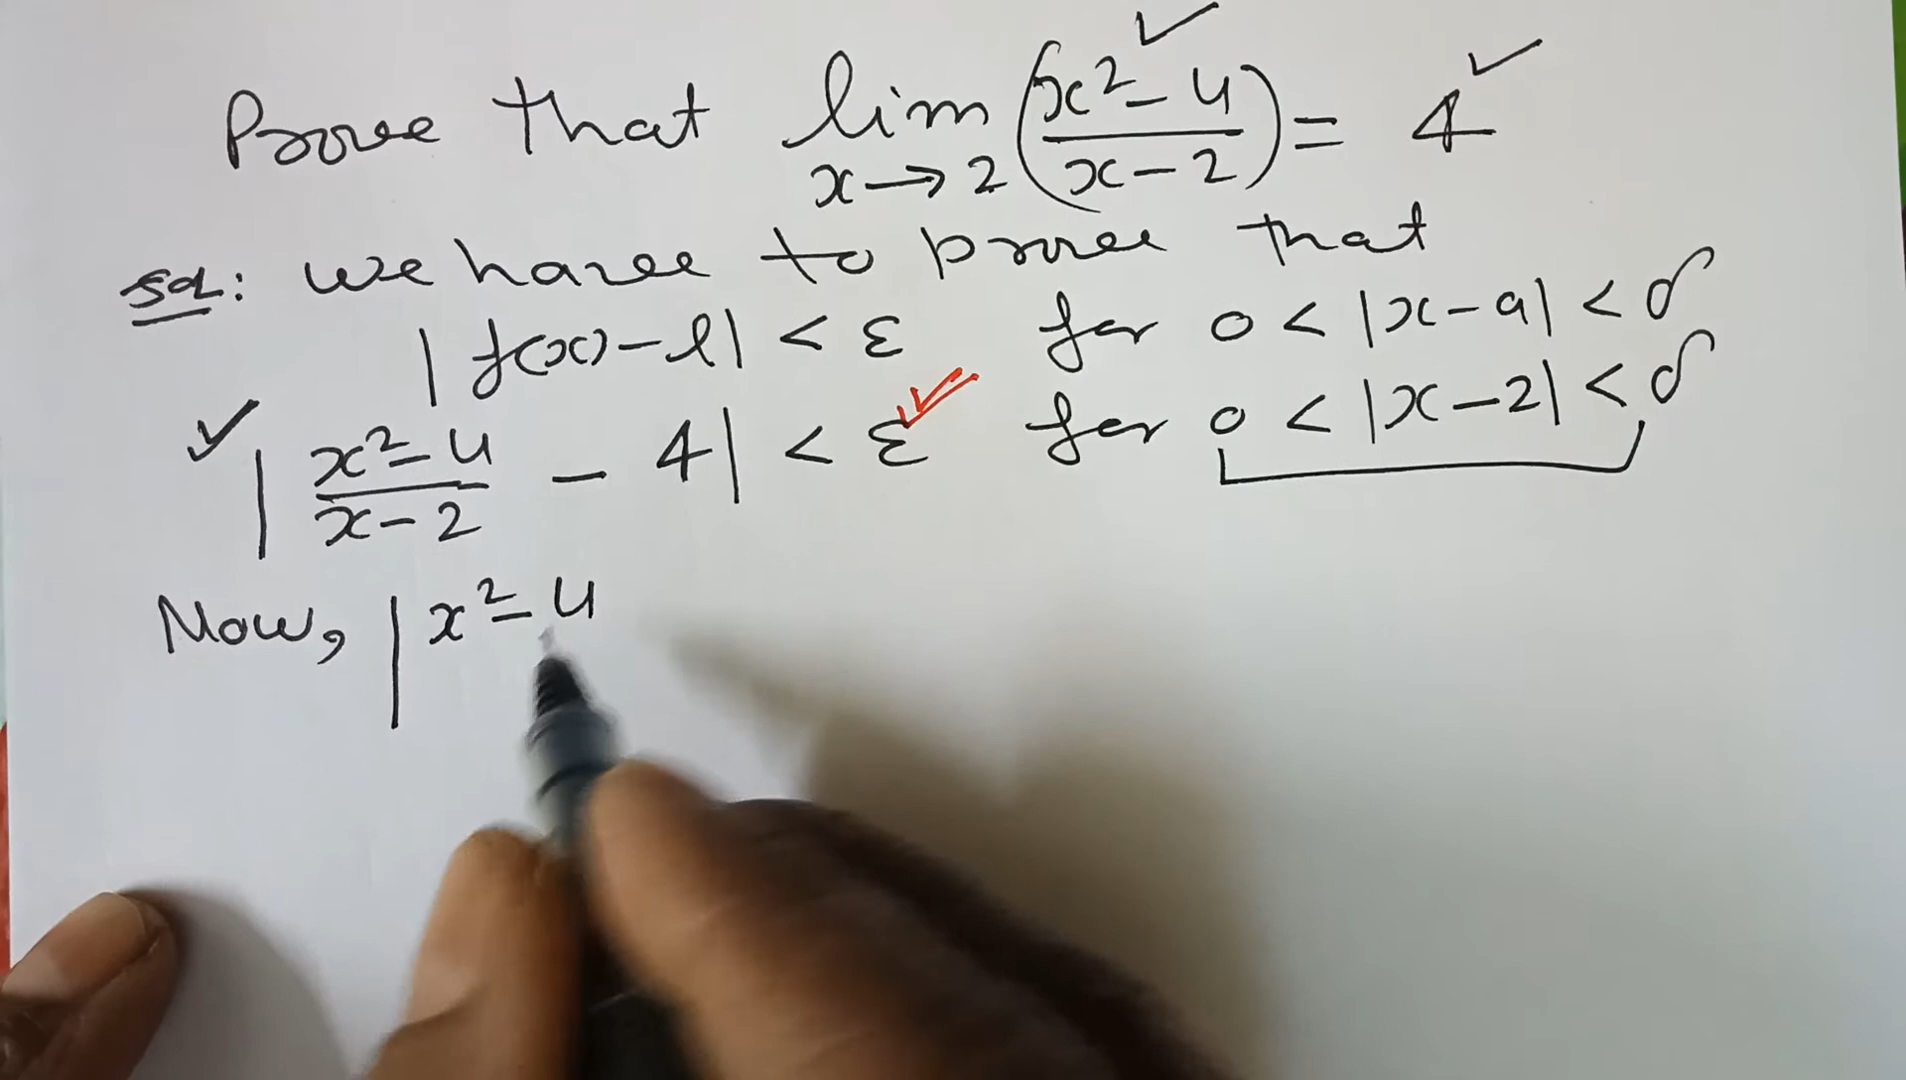 Prove that lim x→2 (x²-4 / x-2) = 4
Sol: we have to prove that
|f(x)-l| < ε for 0 < |x-a| < δ
|x²-4 / x-2 - 4| < ε for 0 < |x-2| < δ
Now, |x²-4